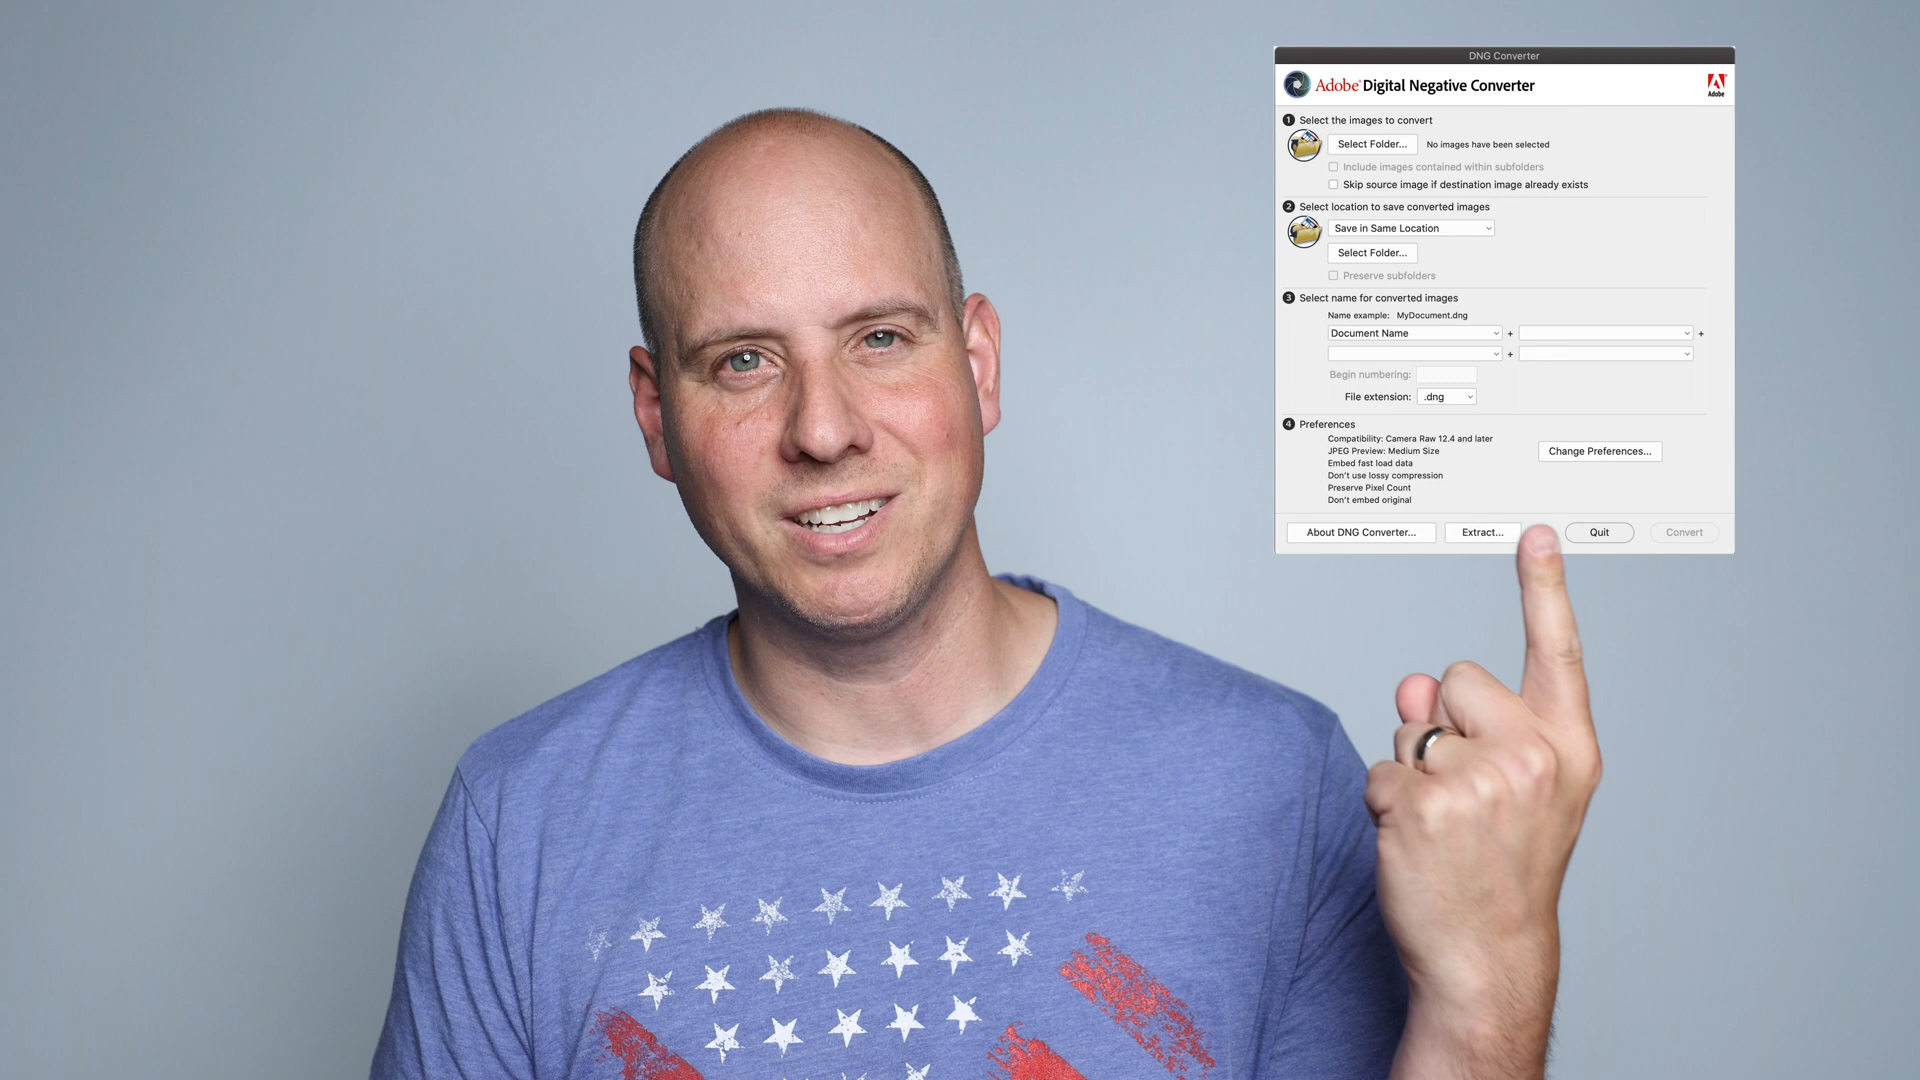 DNG Converter
Adobe® Digital Negative Converter
Adobe
1 Select the images to convert
Select Folder... No images have been selected
Include images contained within subfolders
Skip source image if destination image already exists
2 Select location to save converted images
Save in Same Location
Select Folder...
Preserve subfolders
3 Select name for converted images
Name example: MyDocument.dng
Document Name + +
+
Begin numbering:
File extension: .dng
4 Preferences
Compatibility: Camera Raw 12.4 and later
JPEG Preview: Medium Size
Embed fast load data
Don't use lossy compression
Preserve Pixel Count
Don't embed original
Change Preferences...
About DNG Converter... Extract... Quit Convert